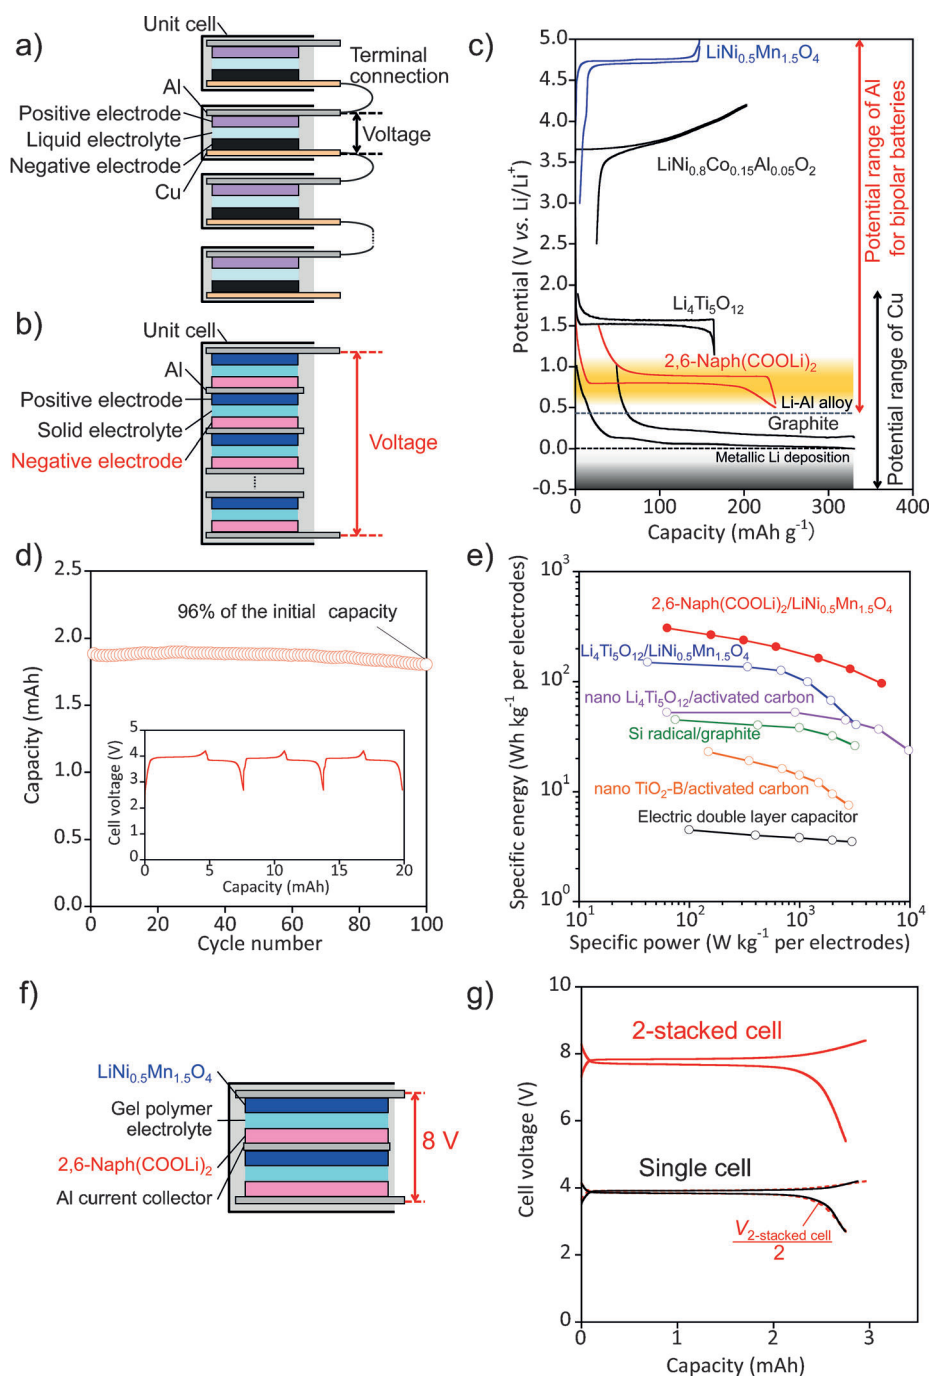 a)
Unit cell
Terminal
connection
Al
Positive electrode
Liquid electrolyte
Negative electrode
Cu
Voltage
b)
Unit cell
Al
Positive electrode
Solid electrolyte
Negative electrode
Voltage
c)
5.0
4.5
4.0
3.5
3.0
2.5
2.0
1.5
1.0
0.5
0.0
-0.5
Potential (V vs. Li/Li⁺)
LiNi₀.₅Mn₁.₅O₄
LiNi₀.₈Co₀.₁₅Al₀.₀₅O₂
Li₄Ti₅O₁₂
2,6-Naph(COOLi)₂
Li-Al alloy
Graphite
Metallic Li deposition
Potential range of Al
for bipolar batteries
Potential range of Cu
0 100 200 300 400
Capacity (mAh g⁻¹)
d)
2.5
2.0
1.5
1.0
0.5
0.0
Capacity (mAh)
96% of the initial capacity
5
4
3
2
1
0
Cell voltage (V)
0 5 10 15 20
Capacity (mAh)
0 20 40 60 80 100
Cycle number
e)
10³
10²
10¹
10⁰
Specific energy (Wh kg⁻¹ per electrodes)
2,6-Naph(COOLi)₂/LiNi₀.₅Mn₁.₅O₄
Li₄Ti₅O₁₂/LiNi₀.₅Mn₁.₅O₄
nano Li₄Ti₅O₁₂/activated carbon
Si radical/graphite
nano TiO₂-B/activated carbon
Electric double layer capacitor
10¹ 10² 10³ 10⁴
Specific power (W kg⁻¹ per electrodes)
f)
LiNi₀.₅Mn₁.₅O₄
Gel polymer
electrolyte
2,6-Naph(COOLi)₂
Al current collector
8 V
g)
10
8
6
4
2
0
Cell voltage (V)
2-stacked cell
Single cell
V₂₋ₛₜₐcₖₑd cₑₗₗ
2
0 1 2 3
Capacity (mAh)